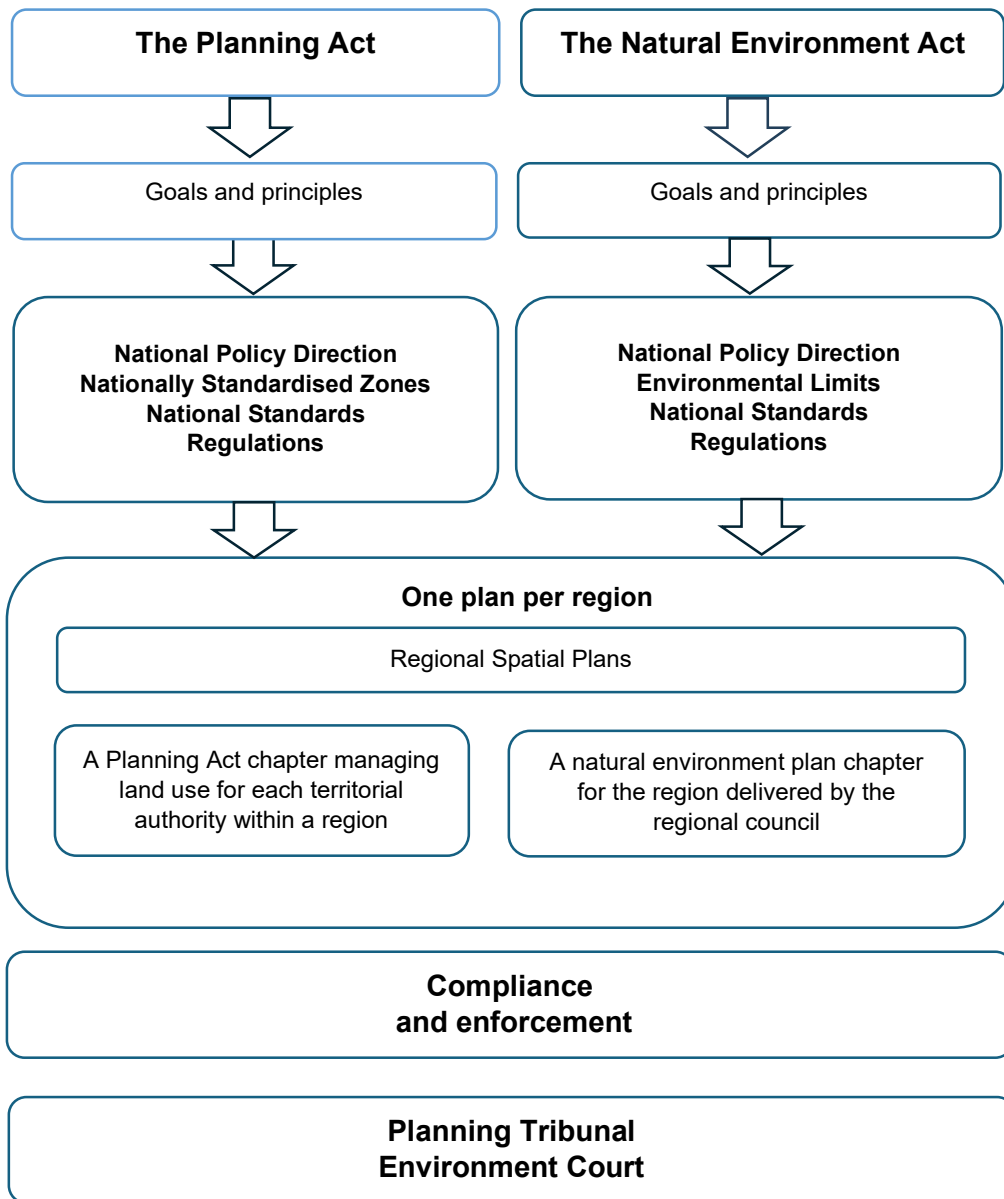 The Planning Act
The Natural Environment Act
Goals and principles
Goals and principles
National Policy Direction
Nationally Standardised Zones
National Standards
Regulations
National Policy Direction
Environmental Limits
National Standards
Regulations
One plan per region
Regional Spatial Plans
A Planning Act chapter managing
land use for each territorial
authority within a region
A natural environment plan chapter
for the region delivered by the
regional council
Compliance
and enforcement
Planning Tribunal
Environment Court